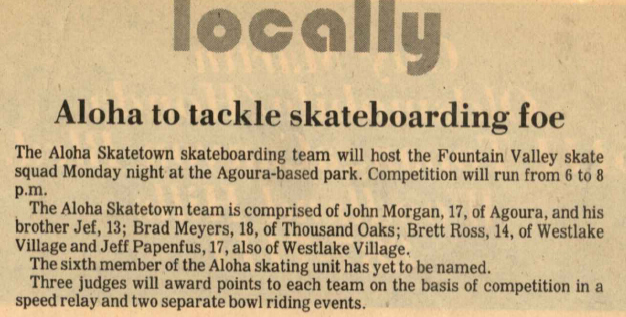 locally
Aloha to tackle skateboarding foe
The Aloha Skatetown skateboarding team will host the Fountain Valley skate
squad Monday night at the Agoura-based park. Competition will run from 6 to 8
p.m.
The Aloha Skatetown team is comprised of John Morgan, 17, of Agoura, and his
brother Jef, 13; Brad Meyers, 18, of Thousand Oaks; Brett Ross, 14, of Westlake
Village and Jeff Papenfus, 17, also of Westlake Village.
The sixth member of the Aloha skating unit has yet to be named.
Three judges will award points to each team on the basis of competition in a
speed relay and two separate bowl riding events.